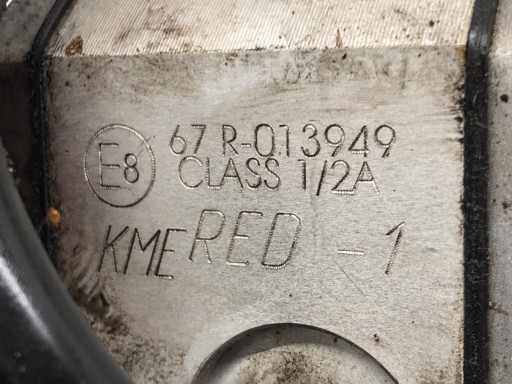 E8 67 R-013949
CLASS 1/2A
KME RED -1